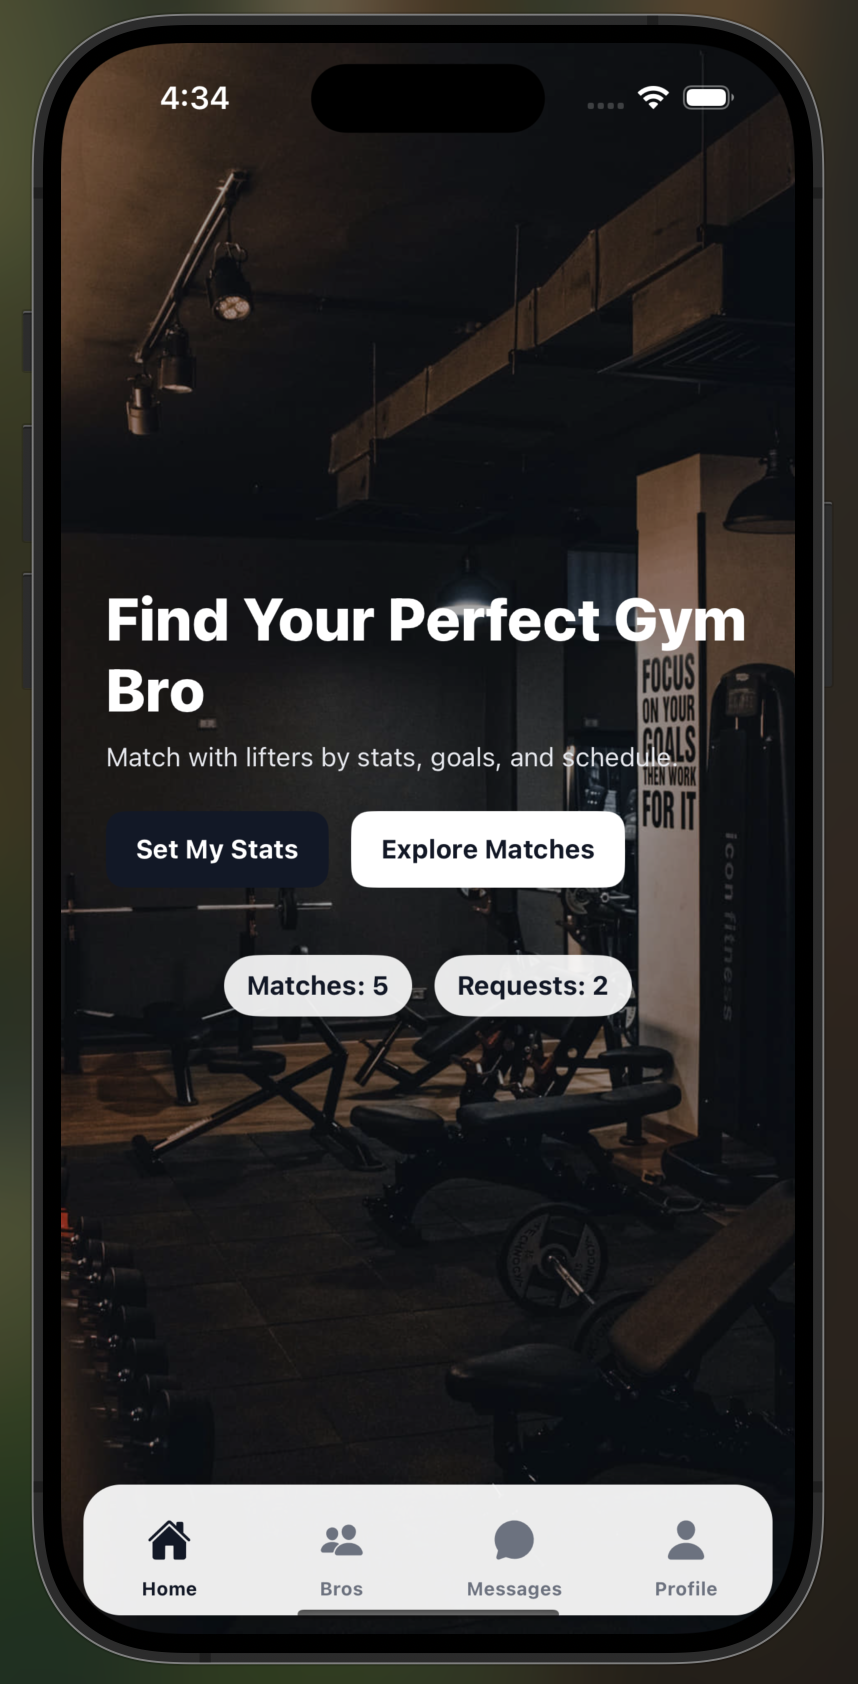 4:34
Find Your Perfect Gym
Bro
FOCUS
ON YOUR
GOALS
THEN WORK
FOR IT
Match with lifters by stats, goals, and schedule.
Set My Stats
Explore Matches
icon fitness
Matches: 5
Requests: 2
Home
Bros
Messages
Profile